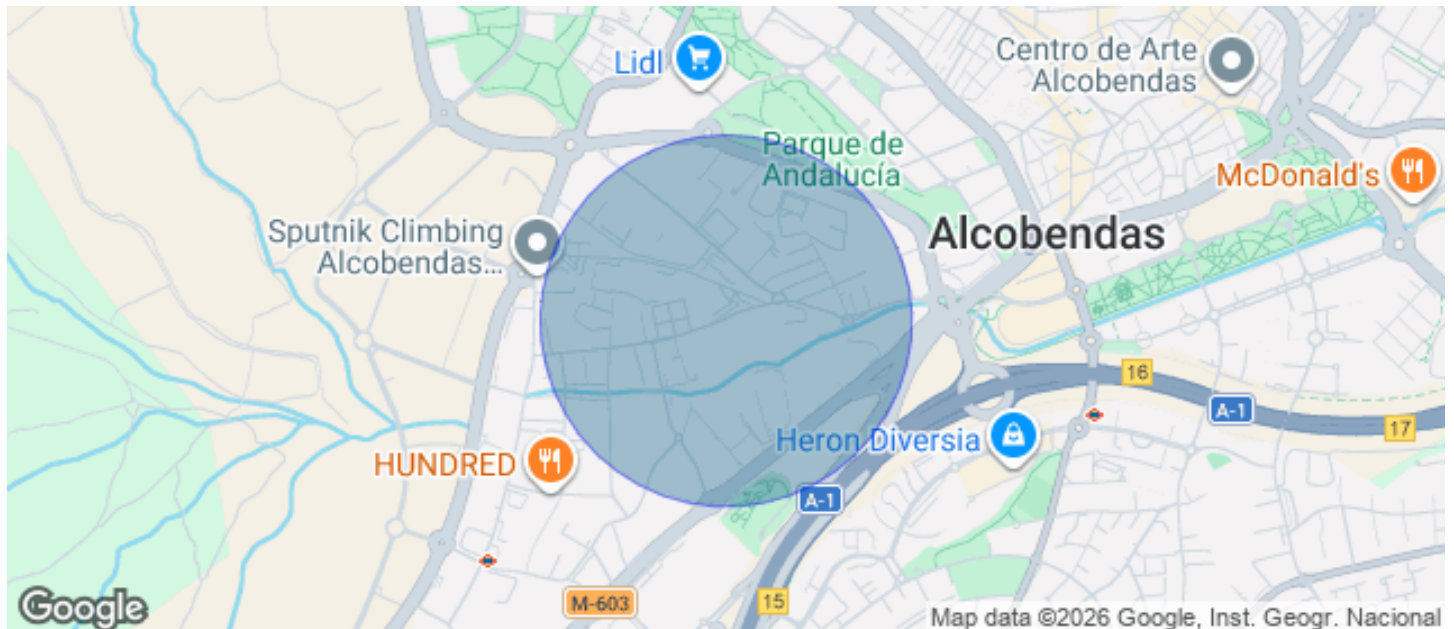 Lidl
Centro de Arte
Alcobendas
Parque de
Andalucía
McDonald's
Sputnik Climbing
Alcobendas...
Alcobendas
16
A-1
17
Heron Diversia
HUNDRED
A-1
M-603
15
Google
Map data ©2026 Google, Inst. Geogr. Nacional